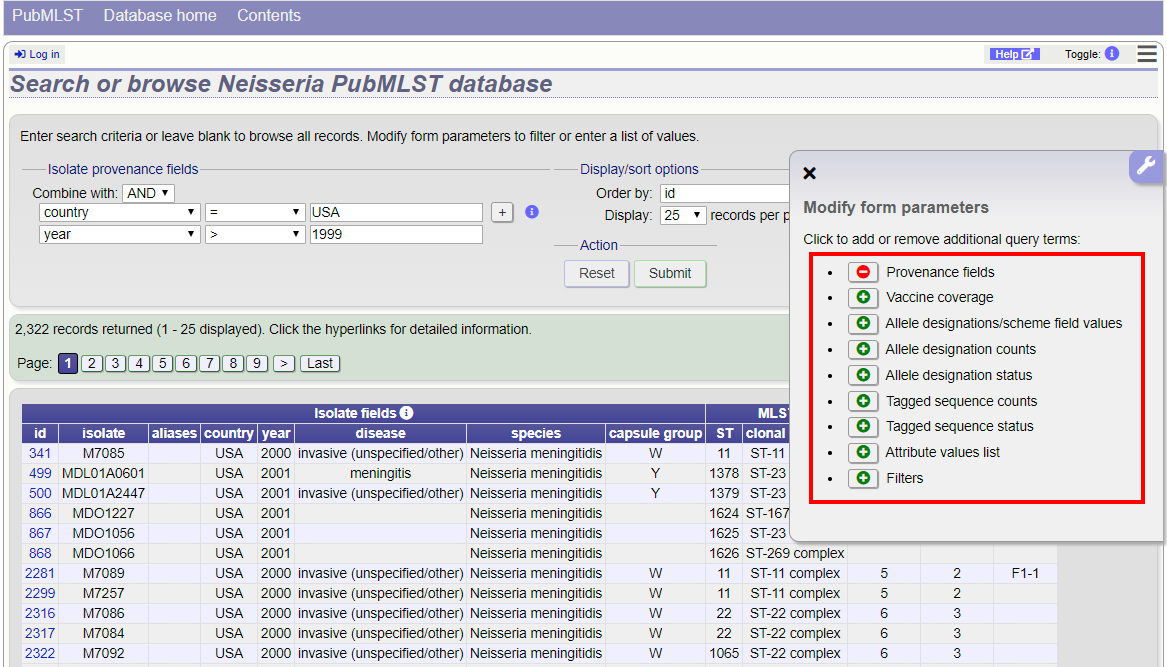 PubMLST Database home Contents
Log in Help Toggle:
Search or browse Neisseria PubMLST database
Enter search criteria or leave blank to browse all records. Modify form parameters to filter or enter a list of values.
Isolate provenance fields
Combine with: AND
country = USA +
year > 1999
Display/sort options
Order by: id
Display: 25 records per p
Action
Reset Submit
Modify form parameters
Click to add or remove additional query terms:
• Provenance fields
• Vaccine coverage
• Allele designations/scheme field values
• Allele designation counts
• Allele designation status
• Tagged sequence counts
• Tagged sequence status
• Attribute values list
• Filters
2,322 records returned (1 - 25 displayed). Click the hyperlinks for detailed information.
Page: 1 2 3 4 5 6 7 8 9 > Last
Isolate fields MLST
id isolate aliases country year disease species capsule group ST clonal
341 M7085 USA 2000 invasive (unspecified/other) Neisseria meningitidis W 11 ST-11
499 MDL01A0601 USA 2001 meningitis Neisseria meningitidis Y 1378 ST-23
500 MDL01A2447 USA 2001 invasive (unspecified/other) Neisseria meningitidis Y 1379 ST-23
866 MDO1227 USA 2001 Neisseria meningitidis 1624 ST-167
867 MDO1056 USA 2001 Neisseria meningitidis 1625 ST-23
868 MDO1066 USA 2001 Neisseria meningitidis 1626 ST-269 complex
2281 M7089 USA 2000 invasive (unspecified/other) Neisseria meningitidis W 11 ST-11 complex 5 2 F1-1
2299 M7257 USA 2000 invasive (unspecified/other) Neisseria meningitidis W 11 ST-11 complex 5 2
2316 M7086 USA 2000 invasive (unspecified/other) Neisseria meningitidis W 22 ST-22 complex 6 3
2317 M7084 USA 2000 invasive (unspecified/other) Neisseria meningitidis W 22 ST-22 complex 6 3
2322 M7092 USA 2000 invasive (unspecified/other) Neisseria meningitidis W 1065 ST-22 complex 6 3